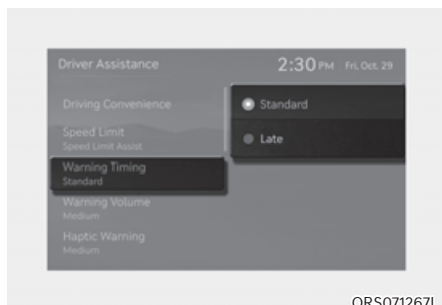 Driver Assistance
2:30 PM Fri, Oct. 29
Driving Convenience
Speed Limit
Speed Limit Assist
Warning Timing
Standard
Warning Volume
Medium
Haptic Warning
Medium
Standard
Late
ORS071267L